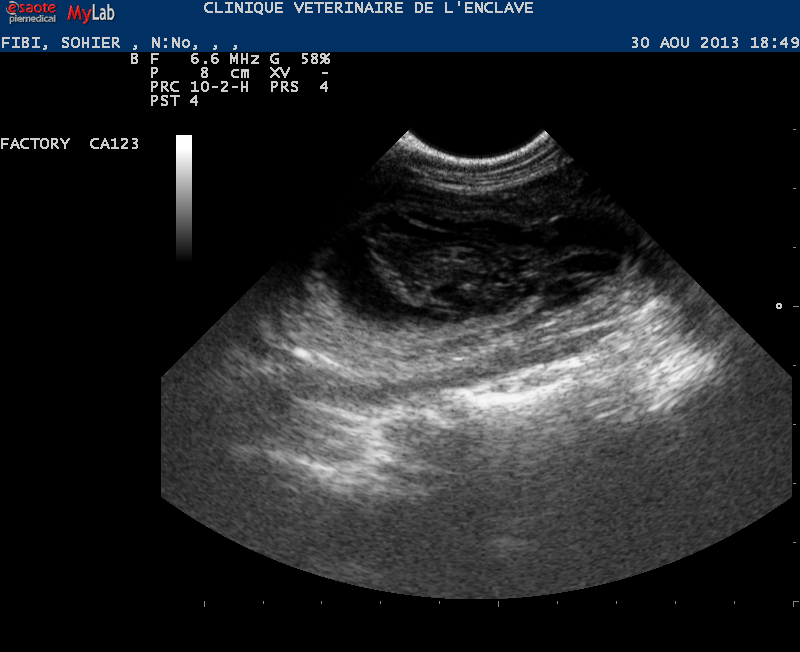 esaote
piemedical
MyLab
CLINIQUE VETERINAIRE DE L'ENCLAVE
FIBI, SOHIER , N:No, , ,
30 AOU 2013 18:49
B F 6.6 MHz G 58%
P 8 cm XV -
PRC 10-2-H PRS 4
PST 4
FACTORY CA123